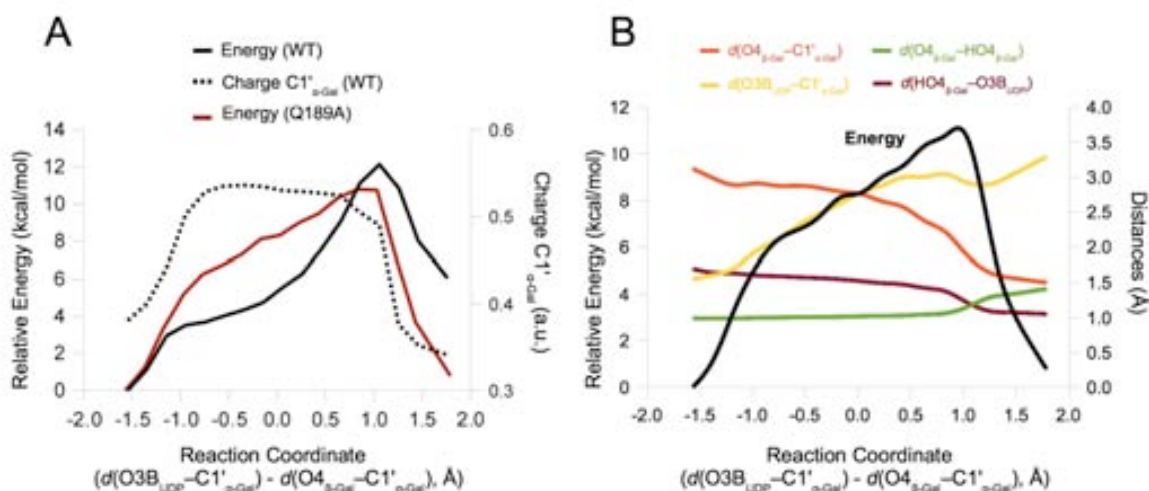 A
Energy (WT)
Charge C1'α-Gal (WT)
Energy (Q189A)
Relative Energy (kcal/mol)
14
12
10
8
6
4
2
0
0.6
0.5
0.4
0.3
Charge C1'α-Gal (a.u.)
-2.0 -1.5 -1.0 -0.5 0.0 0.5 1.0 1.5 2.0
Reaction Coordinate
(d(O3BUDP–C1'α-Gal) - d(O4β-Gal–C1'α-Gal), Å)
B
d(O4β-Gal–C1'α-Gal)
d(O4β-Gal–HO4β-Gal)
d(O3BUDP–C1'α-Gal)
d(HO4β-Gal–O3BUDP)
Energy
Relative Energy (kcal/mol)
12
10
8
6
4
2
0
4.0
3.5
3.0
2.5
2.0
1.5
1.0
0.5
0.0
Distances (Å)
-2.0 -1.5 -1.0 -0.5 0.0 0.5 1.0 1.5 2.0
Reaction Coordinate
(d(O3BUDP–C1'α-Gal) - d(O4β-Gal–C1'α-Gal), Å)